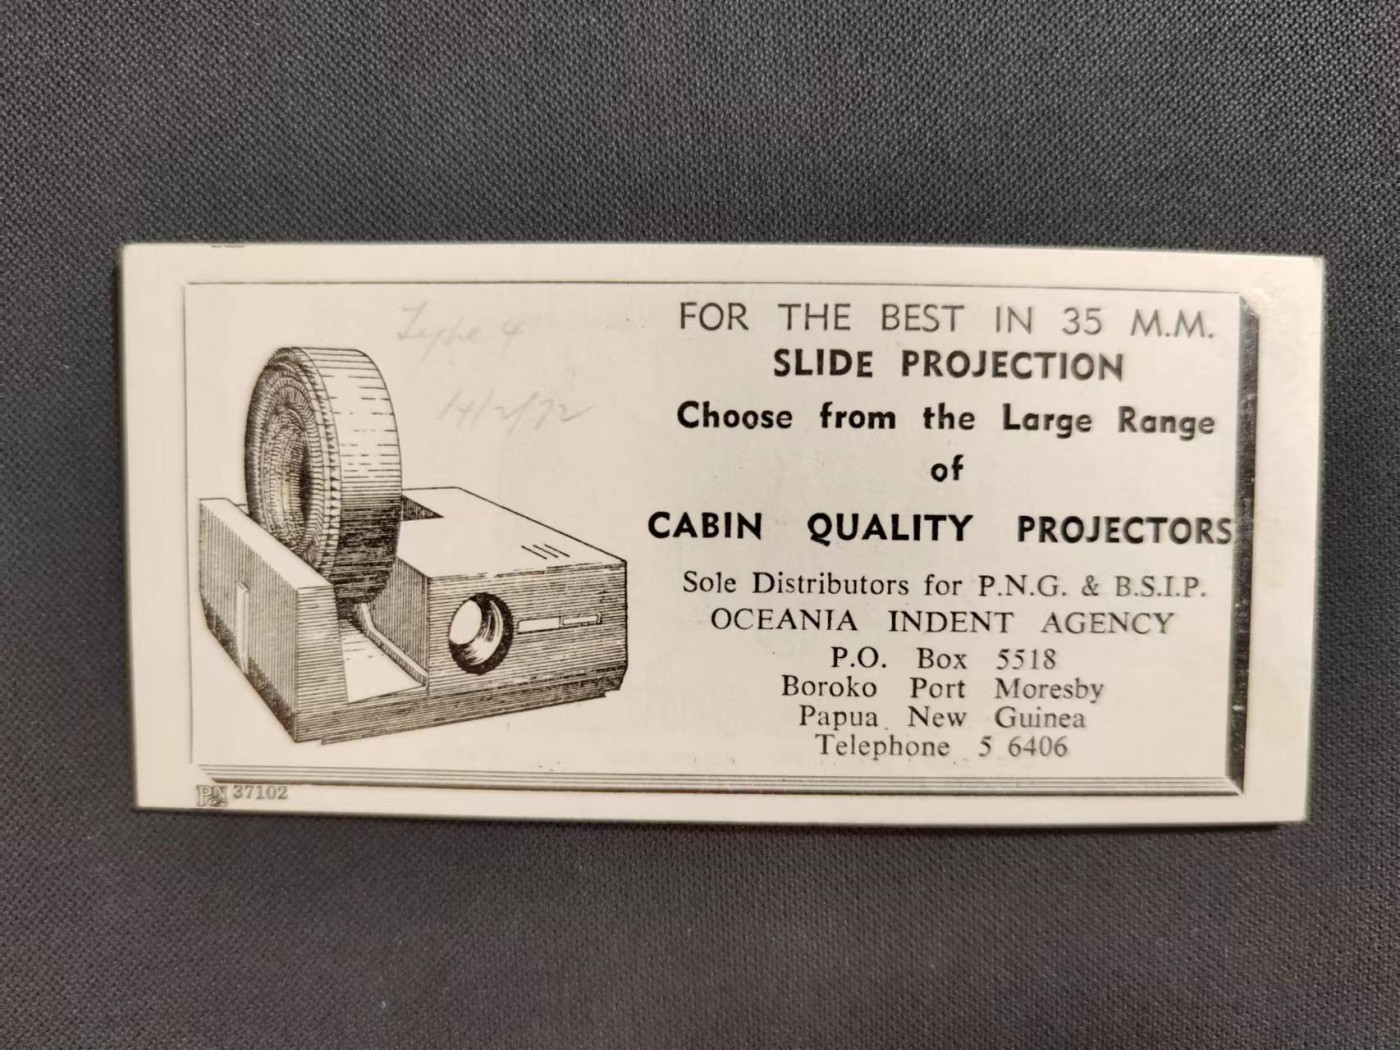 Type 4
14/2/72
FOR THE BEST IN 35 M.M.
SLIDE PROJECTION
Choose from the Large Range
of
CABIN QUALITY PROJECTORS
Sole Distributors for P.N.G. & B.S.I.P.
OCEANIA INDENT AGENCY
P.O. Box 5518
Boroko Port Moresby
Papua New Guinea
Telephone 5 6406
37102